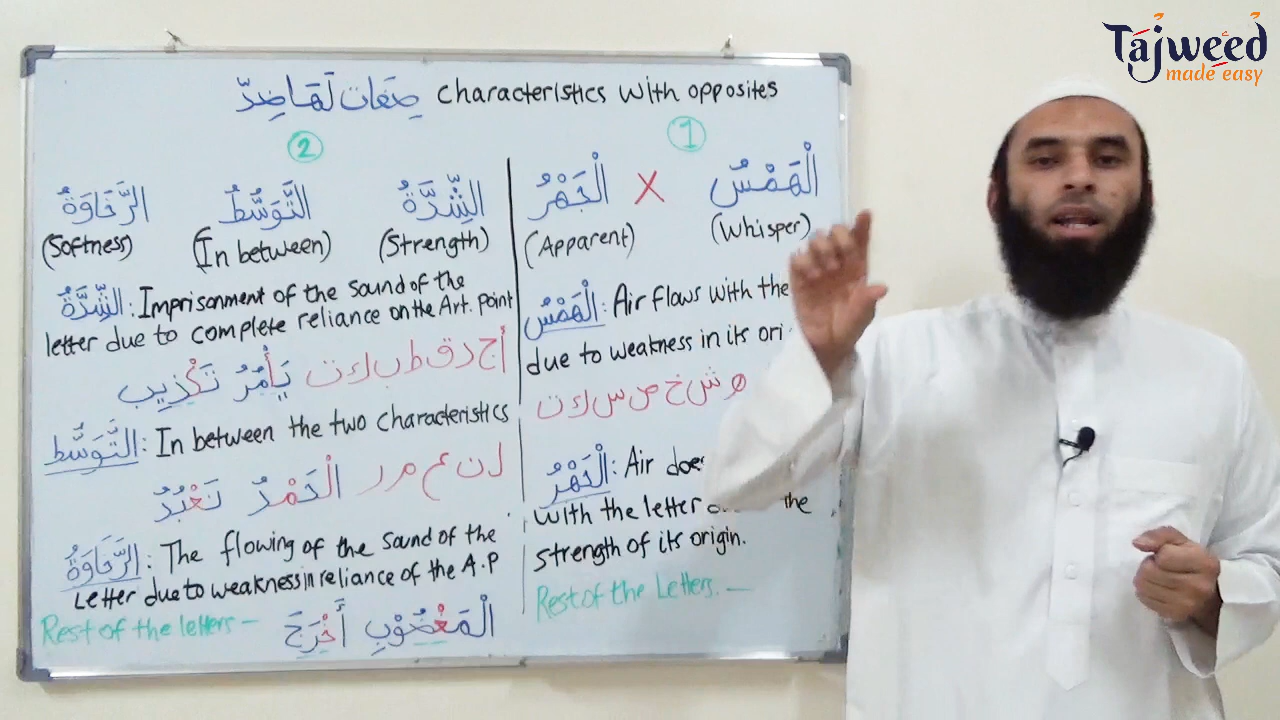 Tajweed
made easy
صِفَات لَهَا ضِدّ characteristics with opposites
1
الْهَمْسُ X الْجَهْرُ
(Whisper) (Apparent)
الْهَمْسُ: Air flows with the
due to weakness in its ori
ه ش خ ص س ك ت
الْجَهْرُ: Air doe
with the letter the
strength of its origin.
Rest of the Letters. —
2
الشِّدَّةُ التَّوَسُّطُ الرَّخَاوَةُ
(Strength) (In between) (Softness)
الشِّدَّةُ: Imprisonment of the sound of the
letter due to complete reliance on the Art. point
أ ج د ق ط ب ك ت يَأْمُرُ تَكْذِيبِ
التَّوَسُّط: In between the two characteristics
ل ن ع م ر الْحَمْدُ نَعْبُدُ
الرَّخَاوَةُ: The flowing of the sound of the
Letter due to weakness in reliance of the A.P
الْمَغْضُوْبِ أَخْرَجَ
Rest of the letters —